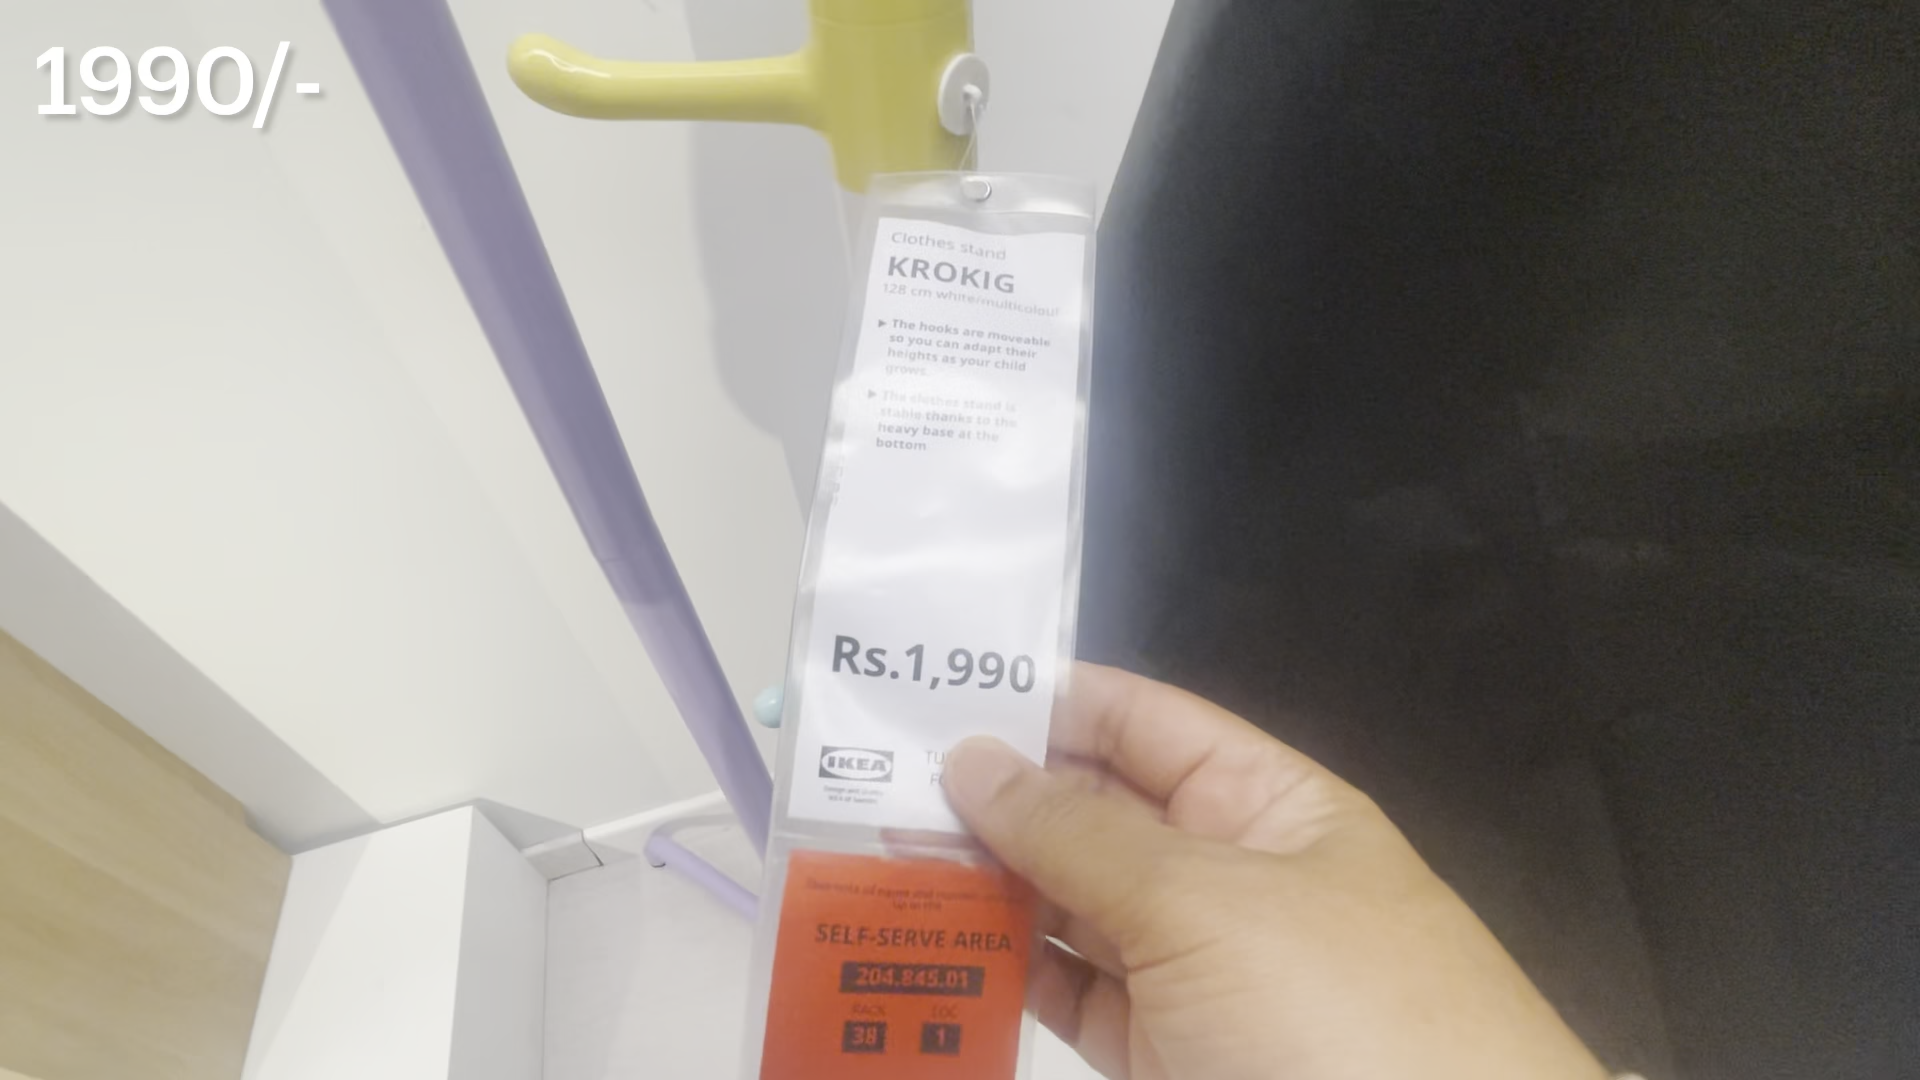 1990/-
Clothes stand
KROKIG
128 cm white/multicolour
▶ The hooks are moveable
so you can adapt their
heights as your child
grows.
▶ The clothes stand is
stable thanks to the
heavy base at the
bottom
Rs.1,990
IKEA
SELF-SERVE AREA
204.845.01
RACK LOC
38 1